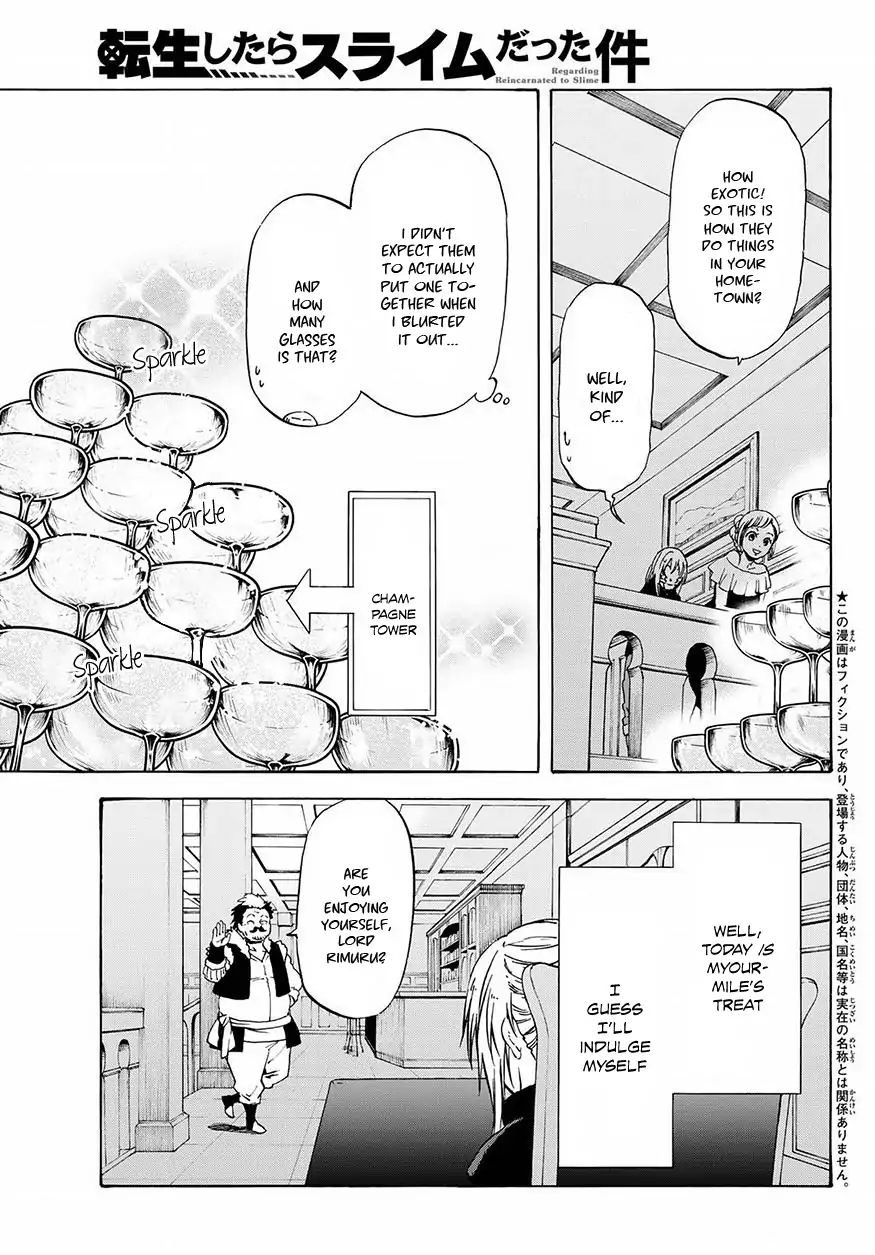 転生したらスライムだった件
Regarding
Reincarnated to Slime
HOW
EXOTIC!
SO THIS IS
HOW THEY
DO THINGS
IN YOUR
HOME-
TOWN?
WELL,
KIND
OF...
I DIDN'T
EXPECT THEM
TO ACTUALLY
PUT ONE TO-
GETHER WHEN
I BLURTED
IT OUT...
AND
HOW
MANY
GLASSES
IS THAT?
Sparkle
Sparkle
Sparkle
CHAM-
PAGNE
TOWER
WELL,
TODAY IS
MYOUR-
MILE'S
TREAT
I
GUESS
I'LL
INDULGE
MYSELF
ARE
YOU
ENJOYING
YOURSELF,
LORD
RIMURU?
★この漫画はフィクションであり、登場する人物、団体、地名、国名等は実在の名称とは関係ありません。